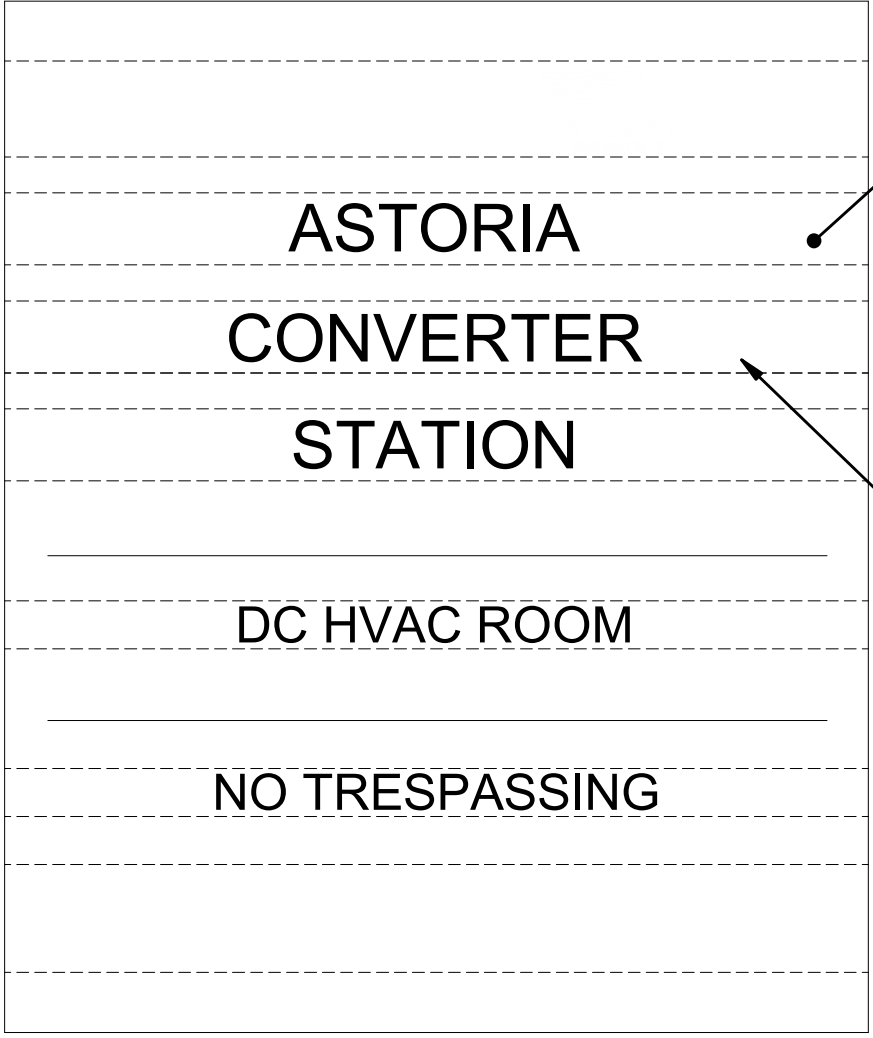 ASTORIA
CONVERTER
STATION
DC HVAC ROOM
NO TRESPASSING